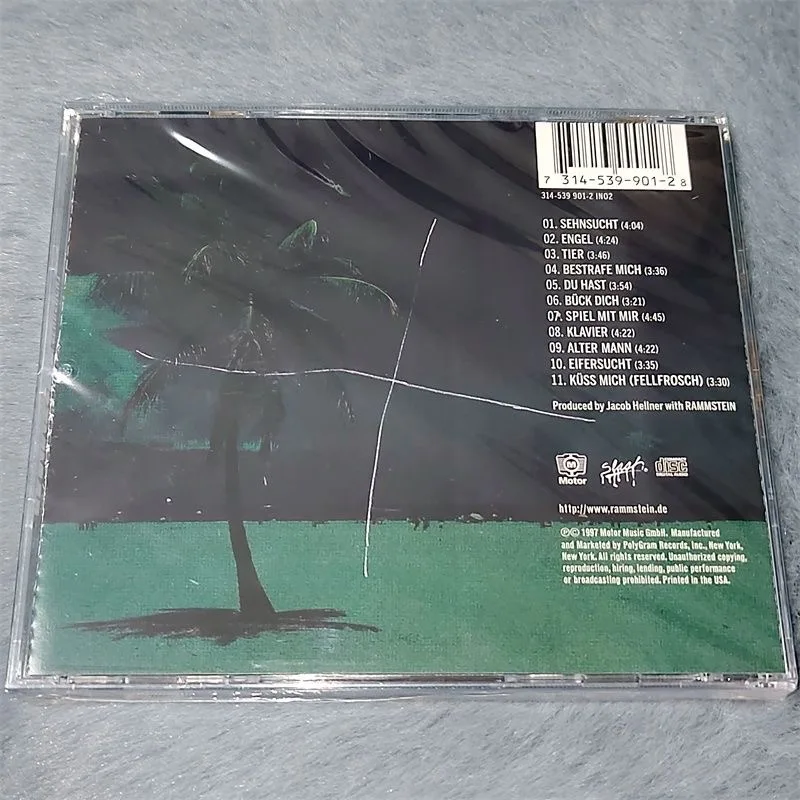 7 314-539-901-2 8
314-539 901-2 IN02
01. SEHNSUCHT (4:04)
02. ENGEL (4:24)
03. TIER (3:46)
04. BESTRAFE MICH (3:36)
05. DU HAST (3:54)
06. BÜCK DICH (3:21)
07. SPIEL MIT MIR (4:45)
08. KLAVIER (4:22)
09. ALTER MANN (4:22)
10. EIFERSUCHT (3:35)
11. KÜSS MICH (FELLFROSCH) (3:30)
Produced by Jacob Hellner with RAMMSTEIN
M
Motor
COMPACT
disc
DIGITAL AUDIO
http://www.rammstein.de
℗© 1997 Motor Music GmbH. Manufactured
and Marketed by PolyGram Records, Inc., New York,
New York. All rights reserved. Unauthorized copying,
reproduction, hiring, lending, public performance
or broadcasting prohibited. Printed in the USA.